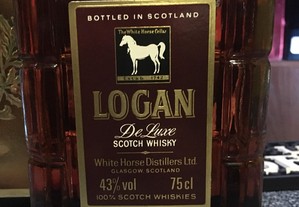 BOTTLED IN SCOTLAND
The White Horse Cellar
LOGAN
De Luxe
SCOTCH WHISKY
White Horse Distillers Ltd.
GLASGOW SCOTLAND
43% vol 75 cl
100% SCOTCH WHISKIES